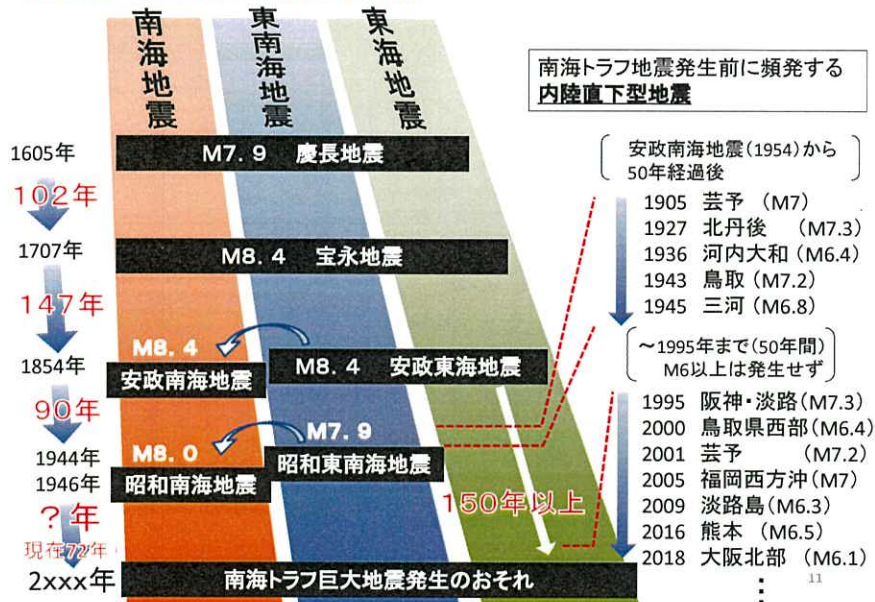 南海地震
東南海地震
東海地震
1605年
M7.9 慶長地震
102年
1707年
M8.4 宝永地震
147年
1854年
M8.4
安政南海地震
M8.4 安政東海地震
90年
1944年
1946年
M8.0
昭和南海地震
M7.9
昭和東南海地震
150年以上
?年
現在72年
2xxx年
南海トラフ巨大地震発生のおそれ
南海トラフ地震発生前に頻発する
内陸直下型地震
安政南海地震(1954)から
50年経過後
1905 芸予 (M7)
1927 北丹後 (M7.3)
1936 河内大和 (M6.4)
1943 鳥取 (M7.2)
1945 三河 (M6.8)
~1995年まで(50年間)
M6以上は発生せず
1995 阪神・淡路(M7.3)
2000 鳥取県西部(M6.4)
2001 芸予 (M7.2)
2005 福岡西方沖(M7)
2009 淡路島(M6.3)
2016 熊本 (M6.5)
2018 大阪北部 (M6.1)
11